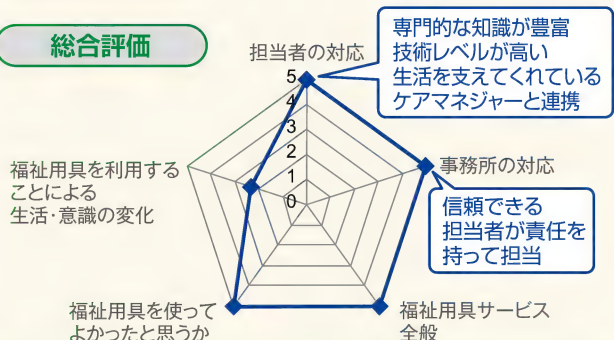 総合評価
担当者の対応
専門的な知識が豊富
技術レベルが高い
生活を支えてくれている
ケアマネジャーと連携
5
4
3
2
1
0
事務所の対応
信頼できる
担当者が責任を
持って担当
福祉用具を利用する
ことによる
生活・意識の変化
福祉用具を使って
よかったと思うか
福祉用具サービス
全般